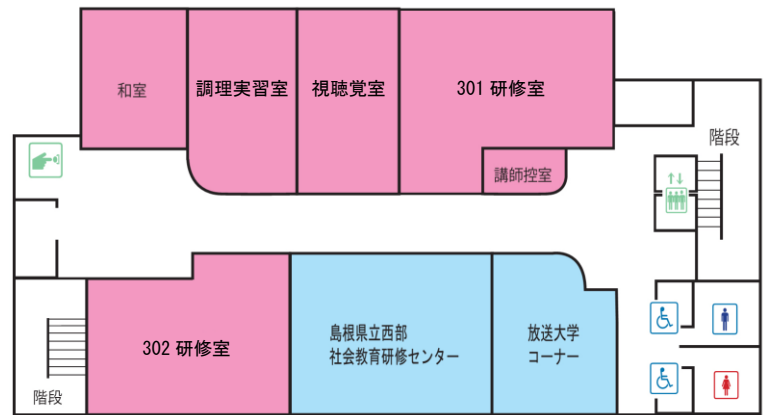 和室
調理実習室
視聴覚室
301 研修室
講師控室
階段
302 研修室
島根県立西部
社会教育研修センター
放送大学
コーナー
階段